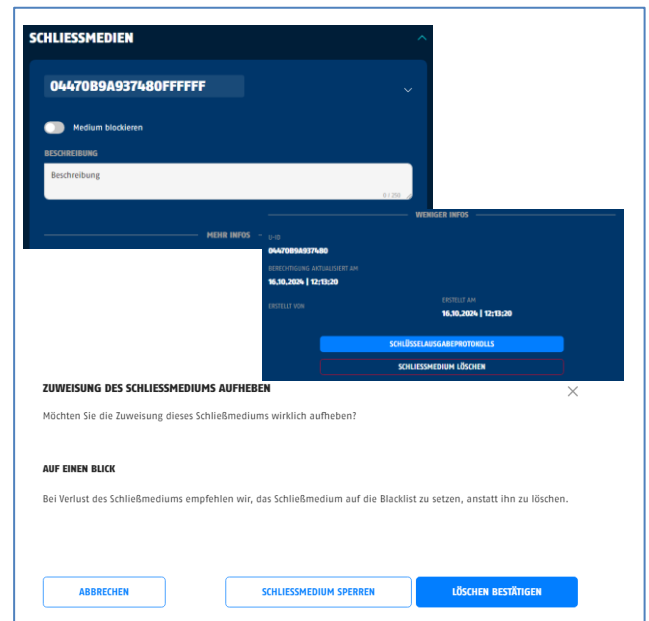 SCHLIESSMEDIEN
04470B9A937480FFFFFF
Medium blockieren
BESCHREIBUNG
Beschreibung
0 / 250
MEHR INFOS
WENIGER INFOS
U-ID
04470B9A937480
BERECHTIGUNG AKTUALISIERT AM
16.10.2024 | 12:13:20
ERSTELLT VON
ERSTELLT AM
16.10.2024 | 12:13:20
SCHLÜSSELAUSGABEPROTOKOLLS
SCHLIESSMEDIUM LÖSCHEN
ZUWEISUNG DES SCHLIESSMEDIUMS AUFHEBEN
Möchten Sie die Zuweisung dieses Schließmediums wirklich aufheben?
AUF EINEN BLICK
Bei Verlust des Schließmediums empfehlen wir, das Schließmedium auf die Blacklist zu setzen, anstatt ihn zu löschen.
ABBRECHEN
SCHLIESSMEDIUM SPERREN
LÖSCHEN BESTÄTIGEN